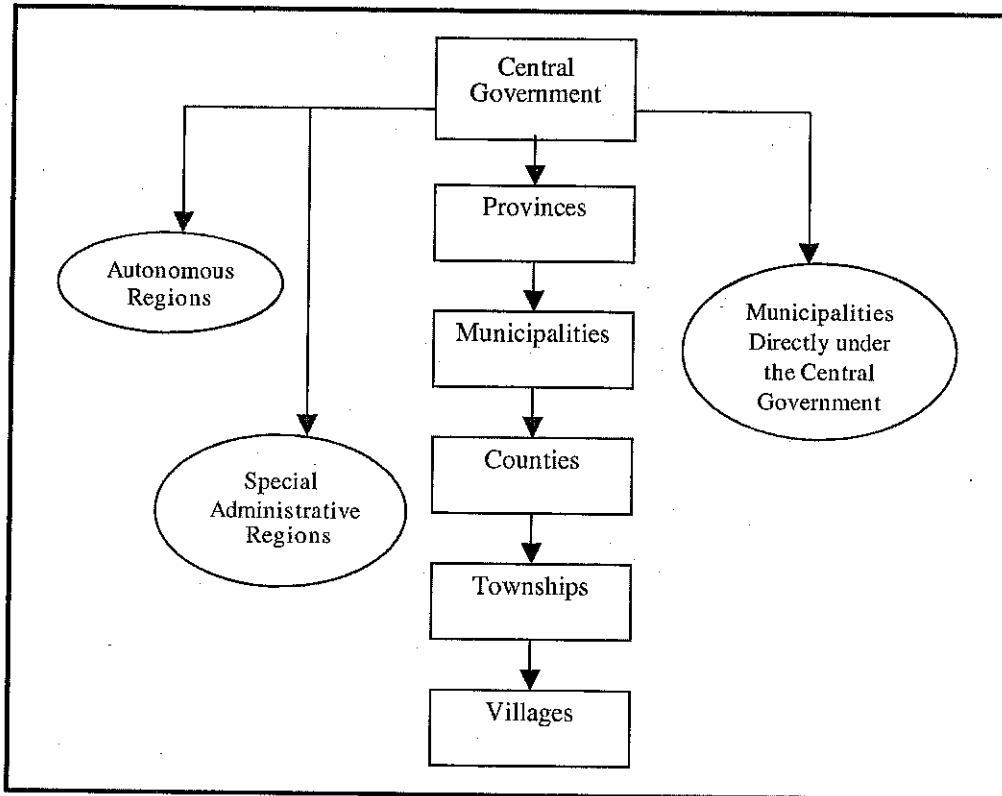 Central
Government
Provinces
Autonomous
Regions
Municipalities
Municipalities
Directly under
the Central
Government
Counties
Special
Administrative
Regions
Townships
Villages